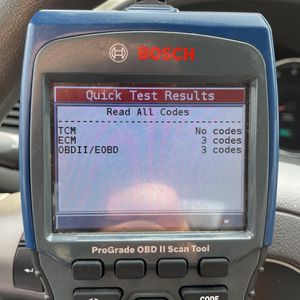 BOSCH
Quick Test Results
Read All Codes
TCM No codes
ECM 3 codes
OBDII/EOBD 3 codes
ProGrade OBD II Scan Tool
CODE